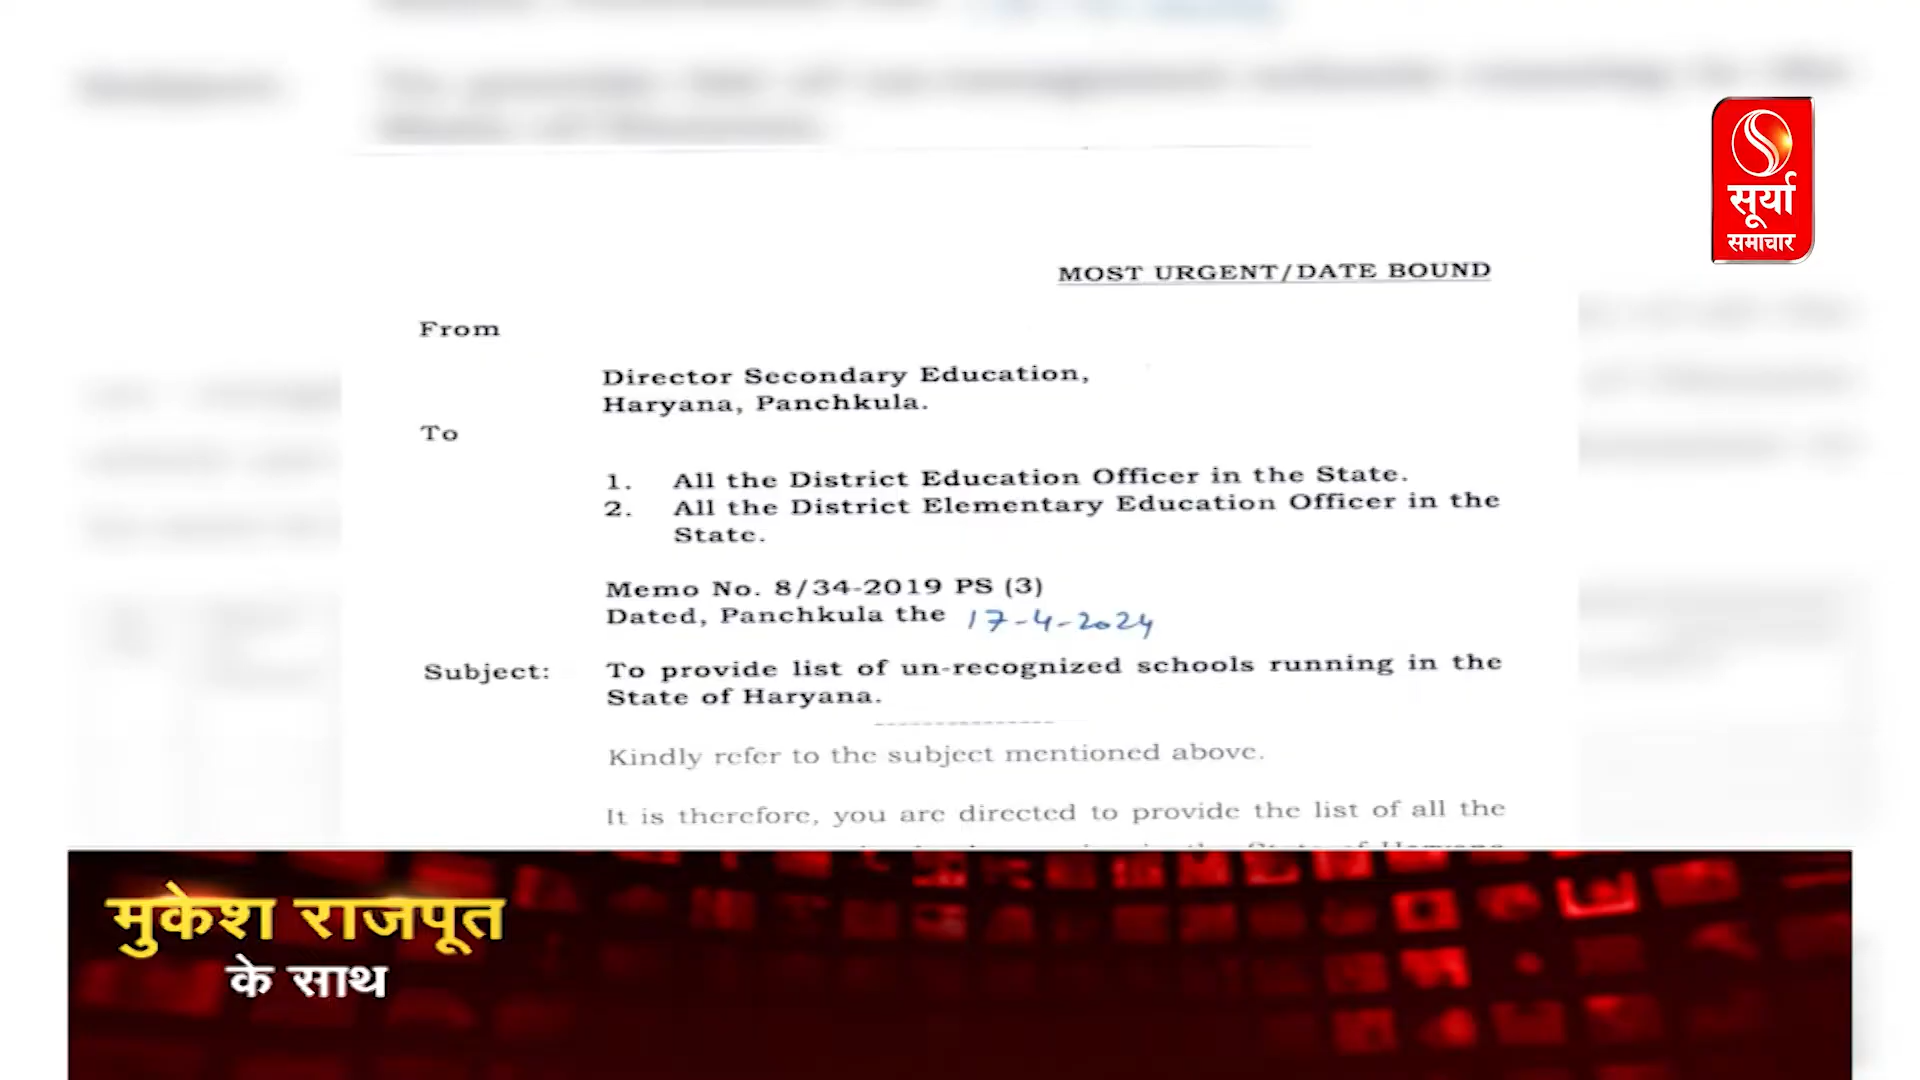 सूर्या
समाचार
MOST URGENT/DATE BOUND
From
Director Secondary Education,
Haryana, Panchkula.
To
1. All the District Education Officer in the State.
2. All the District Elementary Education Officer in the
State.
Memo No. 8/34-2019 PS (3)
Dated, Panchkula the 17-4-2024
Subject: To provide list of un-recognized schools running in the
State of Haryana.
Kindly refer to the subject mentioned above.
It is therefore, you are directed to provide the list of all the
मुकेश राजपूत
के साथ